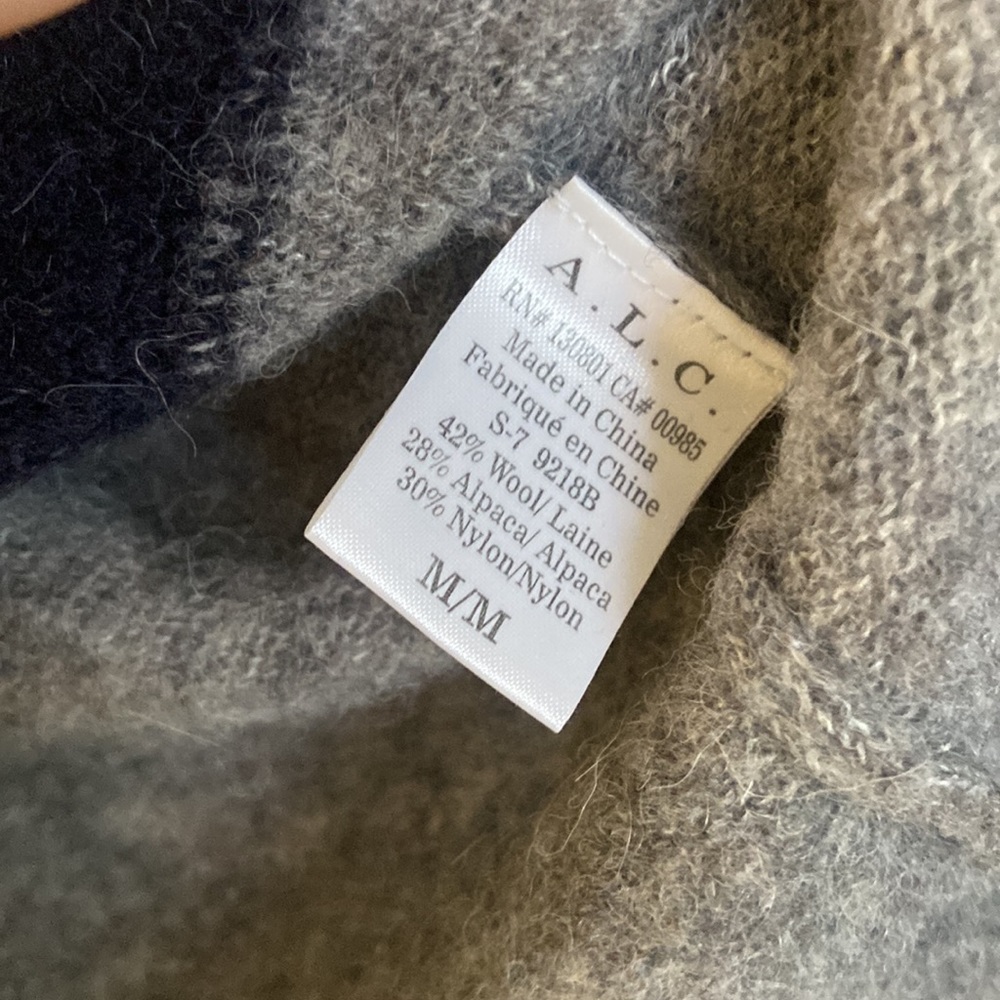 A.L.C.
RN# 130801 CA# 00985
Made in China
Fabriqué en Chine
S-7 9218B
42% Wool/ Laine
28% Alpaca/ Alpaca
30% Nylon/Nylon
M/M